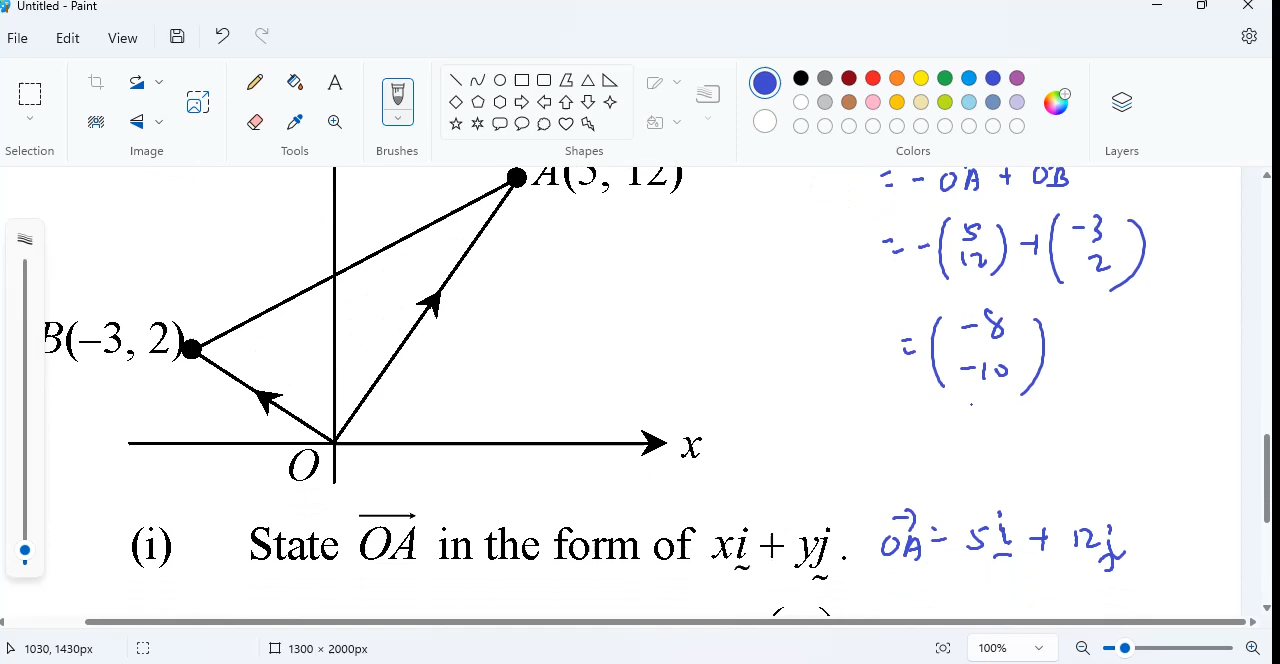 Untitled - Paint
File Edit View
Selection Image Tools Brushes Shapes Colors Layers
A(5, 12)
B(–3, 2)
O
x
= - OA + OB
= -(5 12) + (-3 2)
= (-8 -10)
(i) State OA in the form of xi + yj . OA = 5i + 12j
1030, 1430px 1300 × 2000px 100%